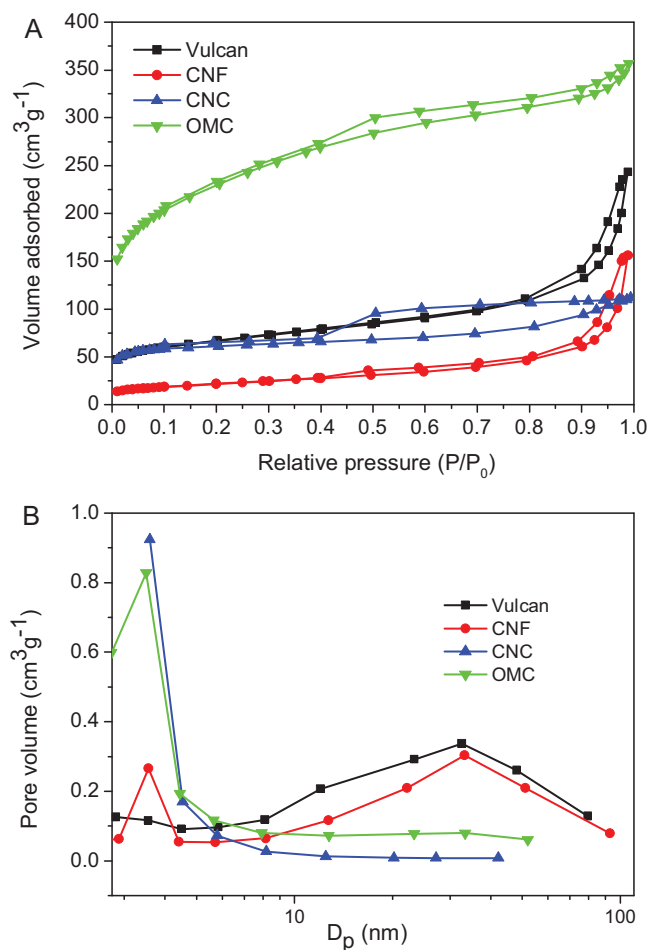 A
400
350
300
250
200
150
100
50
0
Volume adsorbed (cm³g⁻¹)
Vulcan
CNF
CNC
OMC
0.0 0.1 0.2 0.3 0.4 0.5 0.6 0.7 0.8 0.9 1.0
Relative pressure (P/P₀)
B
1.0
0.8
0.6
0.4
0.2
0.0
Pore volume (cm³g⁻¹)
Vulcan
CNF
CNC
OMC
10 100
Dₚ (nm)